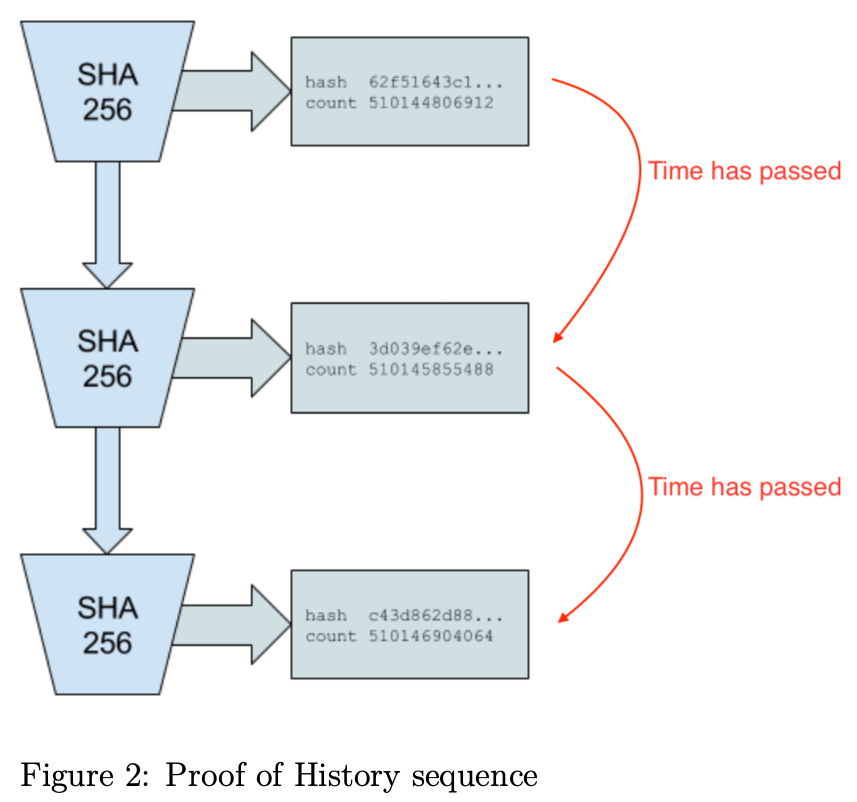 SHA
256
hash 62f51643c1...
count 510144806912
Time has passed
SHA
256
hash 3d039ef62e...
count 510145855488
Time has passed
SHA
256
hash c43d862d88...
count 510146904064
Figure 2: Proof of History sequence